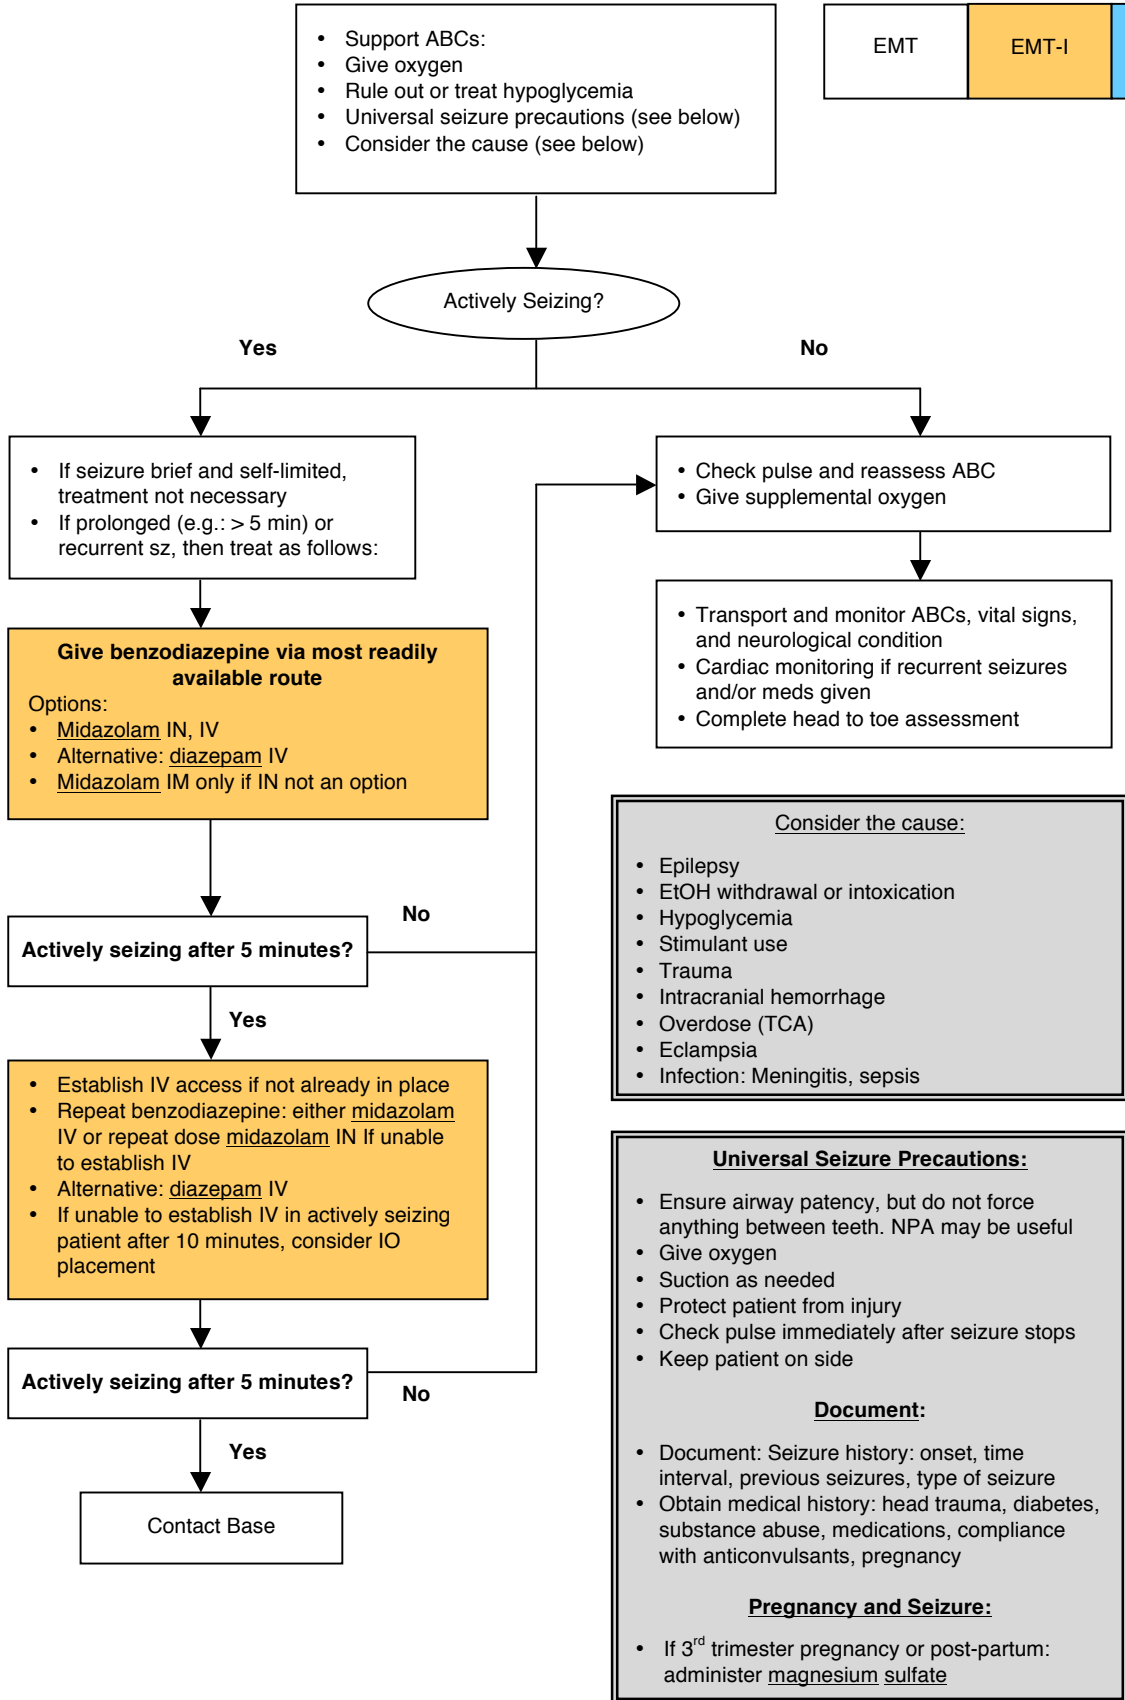 • Support ABCs:
• Give oxygen
• Rule out or treat hypoglycemia
• Universal seizure precautions (see below)
• Consider the cause (see below)
EMT
EMT-I
Actively Seizing?
Yes
No
• If seizure brief and self-limited,
treatment not necessary
• If prolonged (e.g.: > 5 min) or
recurrent sz, then treat as follows:
• Check pulse and reassess ABC
• Give supplemental oxygen
Give benzodiazepine via most readily
available route
Options:
• Midazolam IN, IV
• Alternative: diazepam IV
• Midazolam IM only if IN not an option
• Transport and monitor ABCs, vital signs,
and neurological condition
• Cardiac monitoring if recurrent seizures
and/or meds given
• Complete head to toe assessment
Actively seizing after 5 minutes?
No
Yes
• Establish IV access if not already in place
• Repeat benzodiazepine: either midazolam
IV or repeat dose midazolam IN If unable
to establish IV
• Alternative: diazepam IV
• If unable to establish IV in actively seizing
patient after 10 minutes, consider IO
placement
Actively seizing after 5 minutes?
No
Yes
Contact Base
Consider the cause:
• Epilepsy
• EtOH withdrawal or intoxication
• Hypoglycemia
• Stimulant use
• Trauma
• Intracranial hemorrhage
• Overdose (TCA)
• Eclampsia
• Infection: Meningitis, sepsis
Universal Seizure Precautions:
• Ensure airway patency, but do not force
anything between teeth. NPA may be useful
• Give oxygen
• Suction as needed
• Protect patient from injury
• Check pulse immediately after seizure stops
• Keep patient on side
Document:
• Document: Seizure history: onset, time
interval, previous seizures, type of seizure
• Obtain medical history: head trauma, diabetes,
substance abuse, medications, compliance
with anticonvulsants, pregnancy
Pregnancy and Seizure:
• If 3rd trimester pregnancy or post-partum:
administer magnesium sulfate